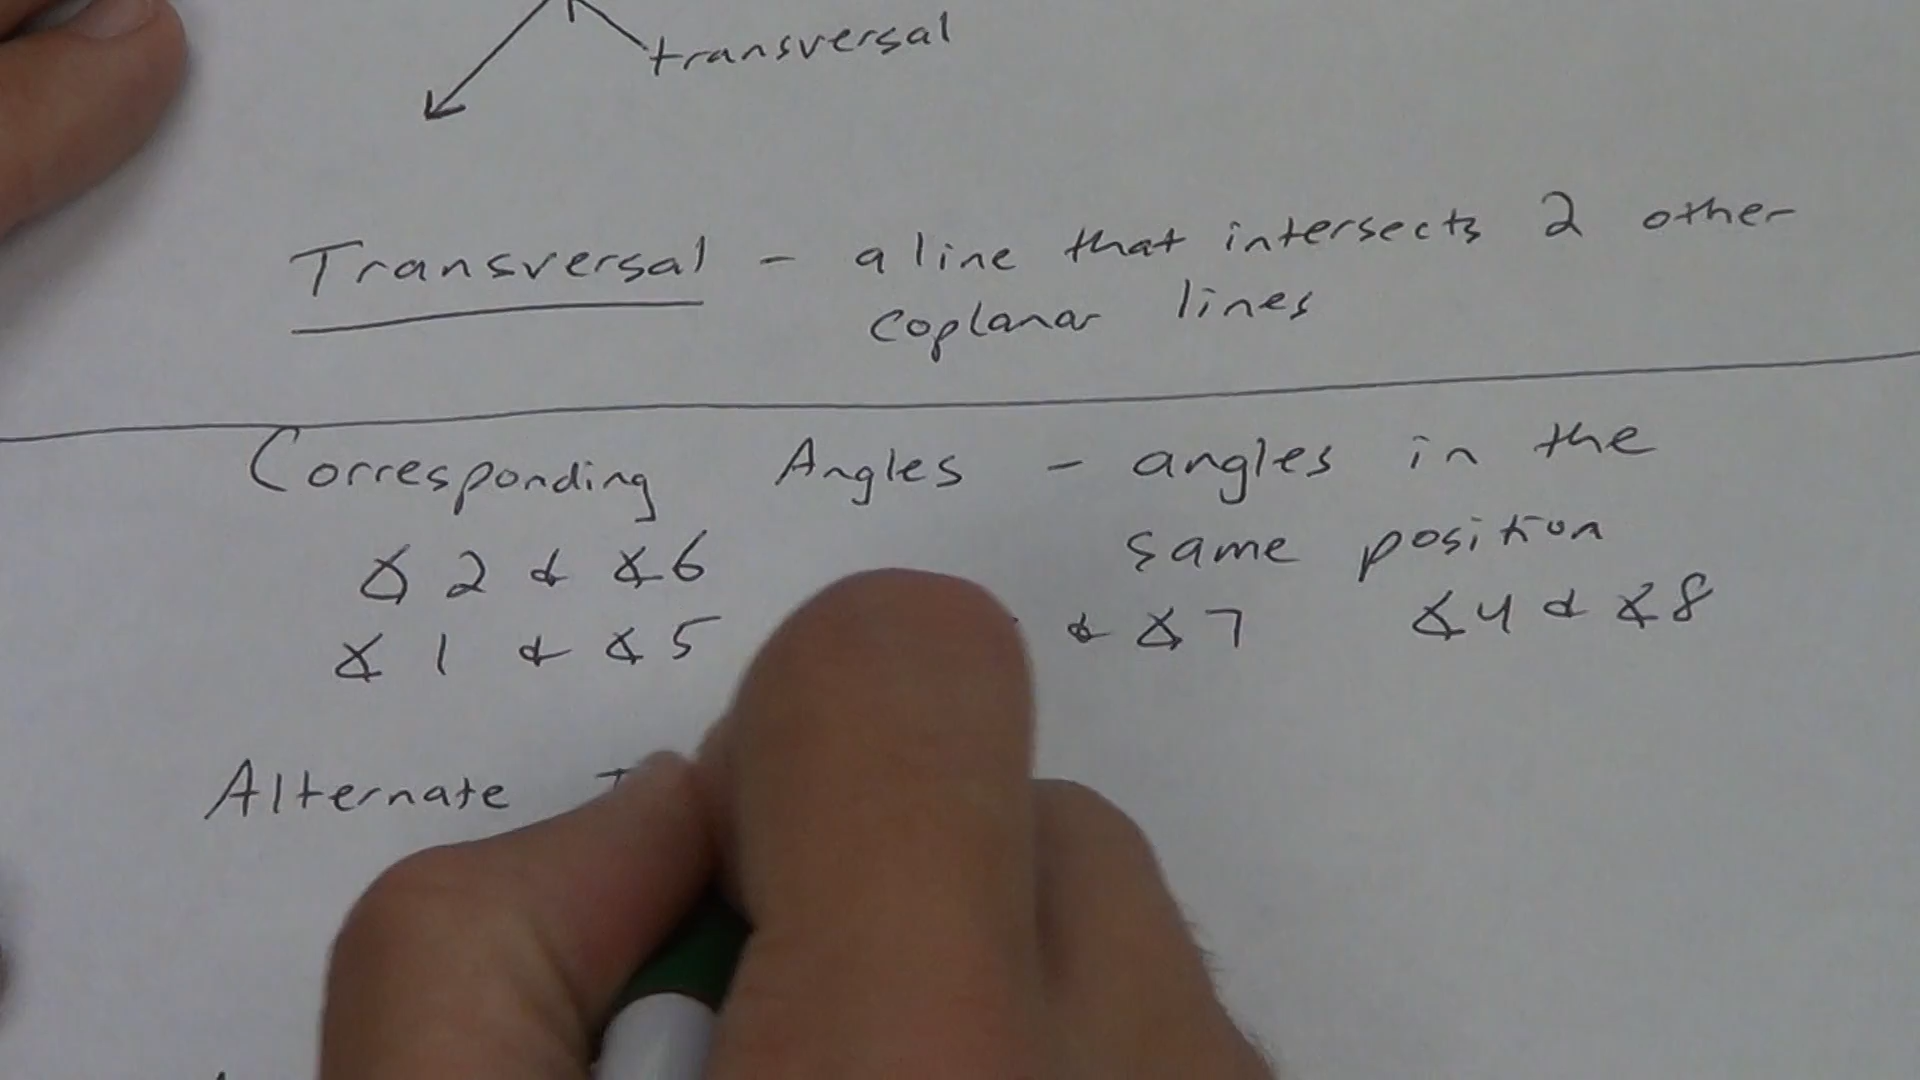 transversal
Transversal - a line that intersects 2 other
coplanar lines
Corresponding Angles - angles in the
same position
∡ 2 & ∡6
∡ 1 & ∡5 & ∡7 ∡4 & ∡8
Alternate